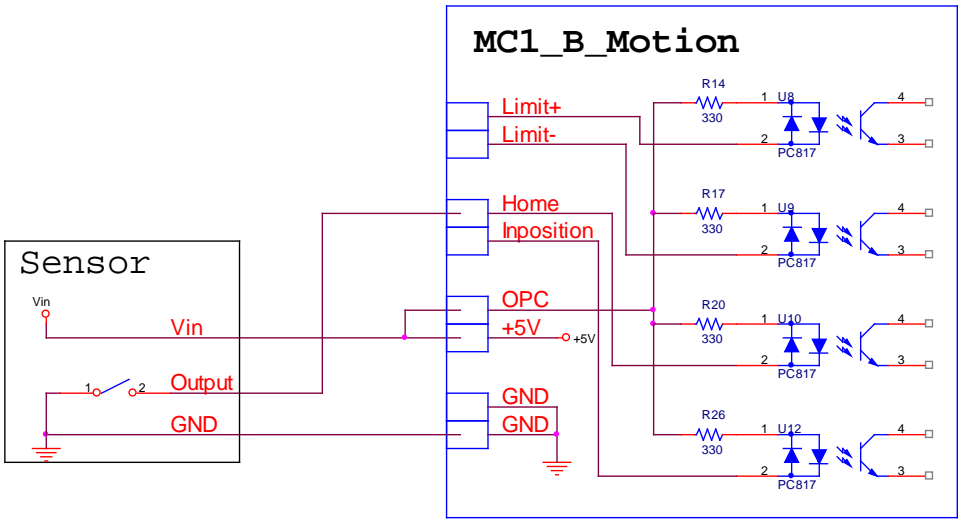 MC1_B_Motion
R14
330
1
U8
4
2
3
PC817
Limit+
Limit-
R17
330
1
U9
4
2
3
PC817
Home
Inposition
Sensor
Vin
Vin
OPC
+5V
+5V
R20
330
1
U10
4
2
3
PC817
1
2
Output
GND
GND
GND
R26
330
1
U12
4
2
3
PC817